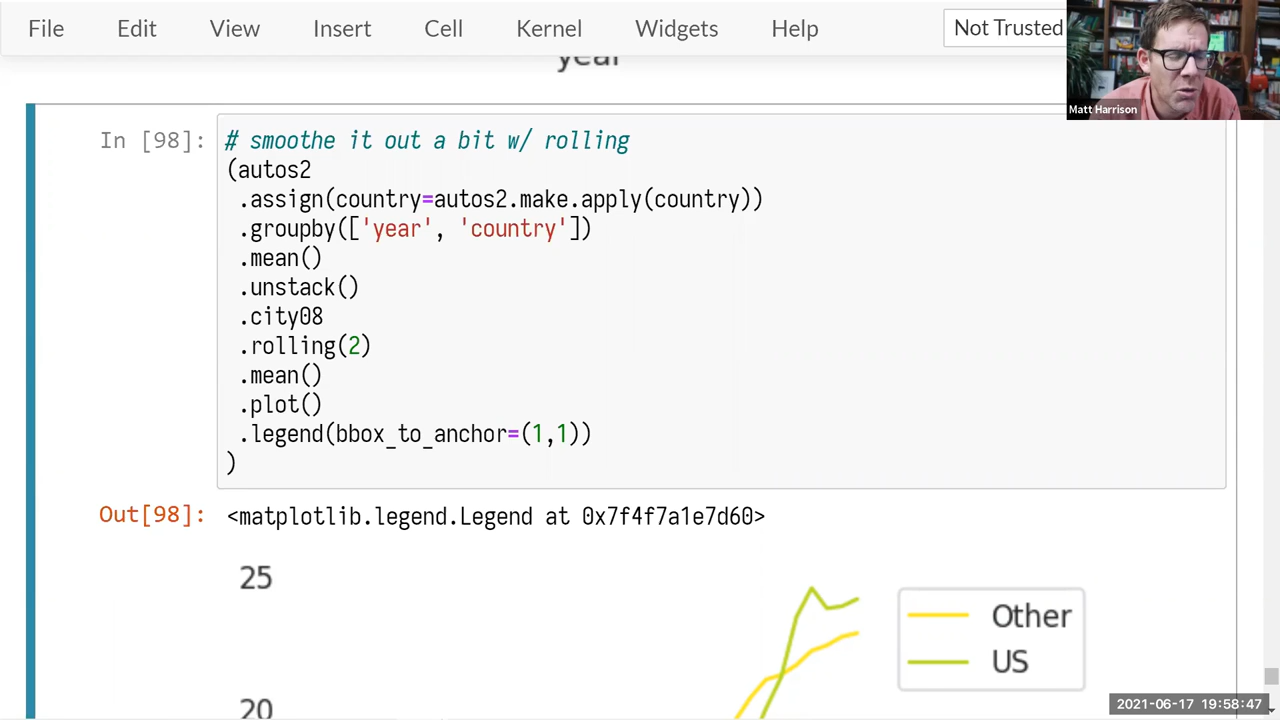 File Edit View Insert Cell Kernel Widgets Help Not Trusted
Matt Harrison
year
In [98]:
# smoothe it out a bit w/ rolling
(autos2
.assign(country=autos2.make.apply(country))
.groupby(['year', 'country'])
.mean()
.unstack()
.city08
.rolling(2)
.mean()
.plot()
.legend(bbox_to_anchor=(1,1))
)
Out[98]: <matplotlib.legend.Legend at 0x7f4f7a1e7d60>
25
Other
US
20
2021-06-17 19:58:47